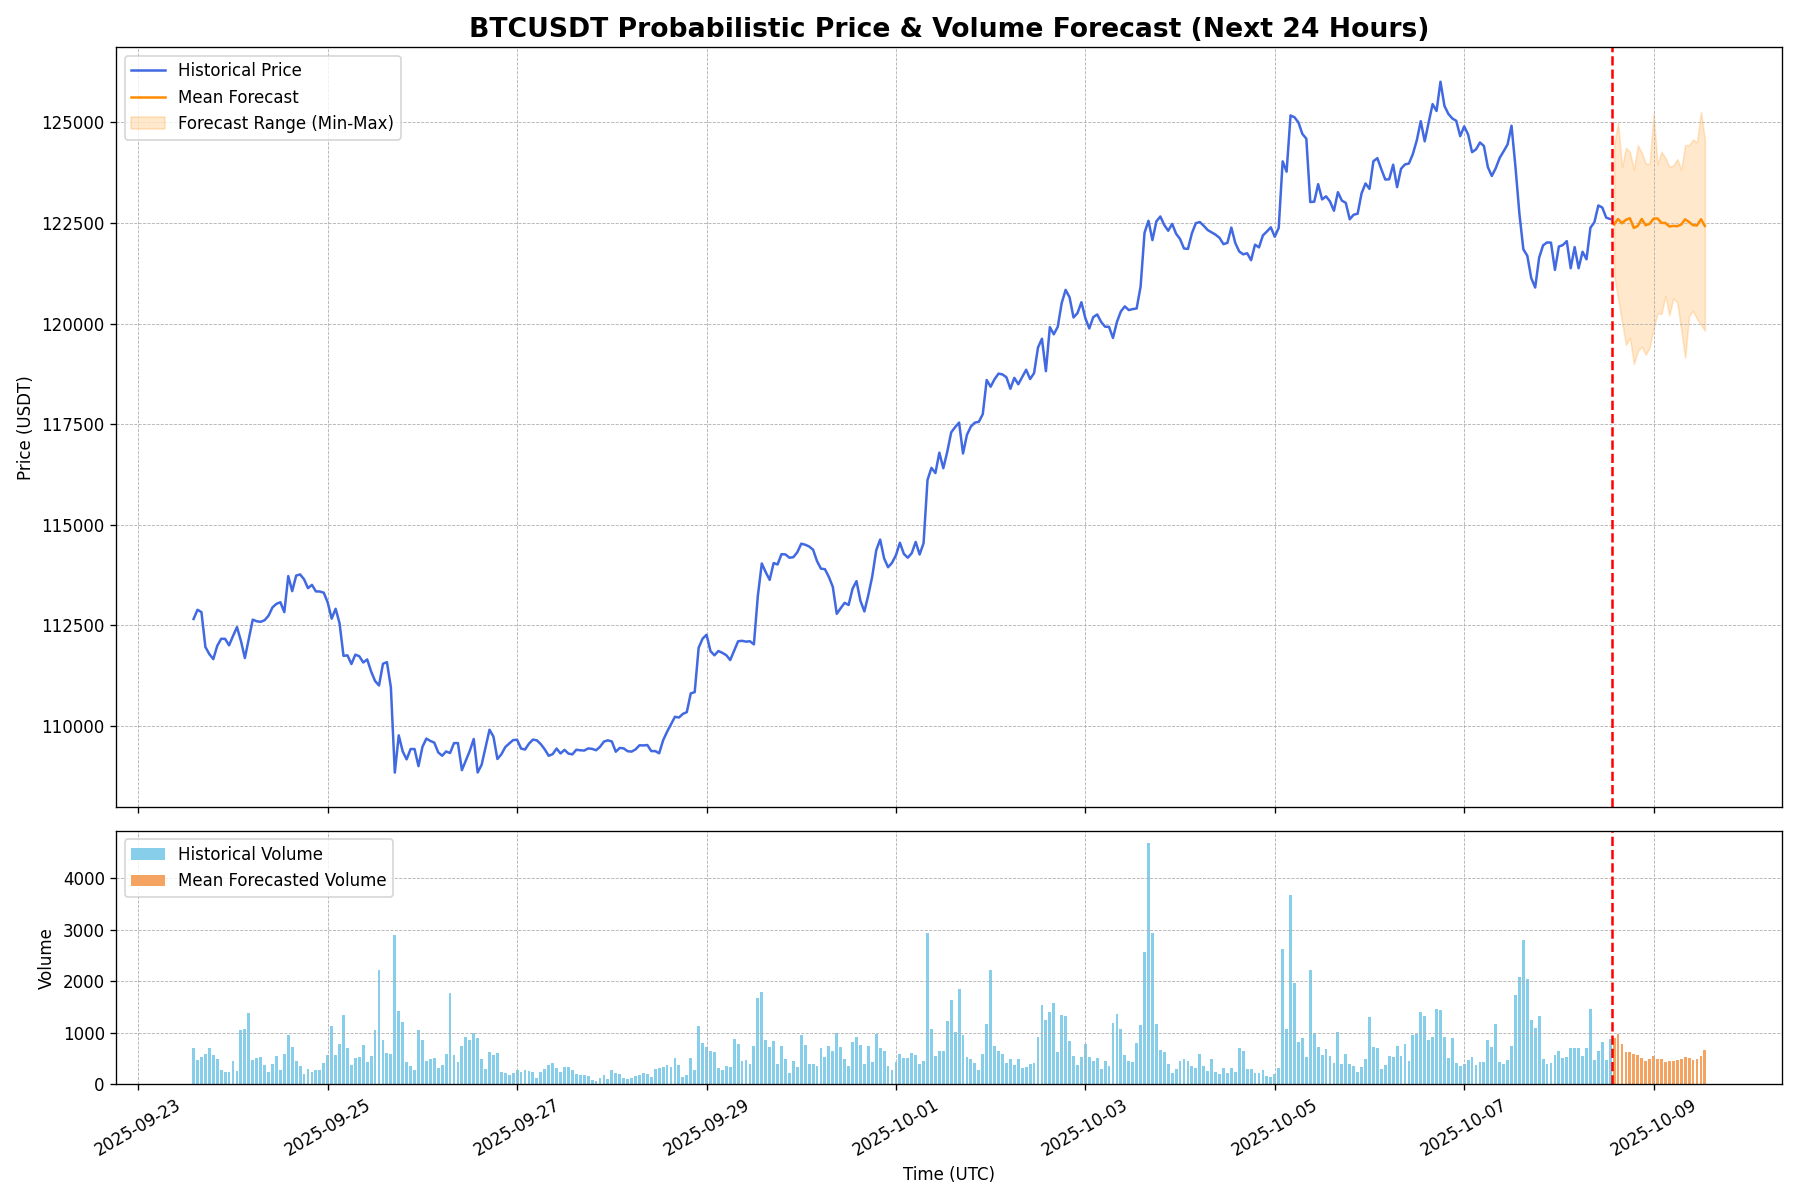 BTCUSDT Probabilistic Price & Volume Forecast (Next 24 Hours)
Historical Price
Mean Forecast
Forecast Range (Min-Max)
125000
122500
120000
117500
115000
112500
110000
Price (USDT)
Historical Volume
Mean Forecasted Volume
4000
3000
2000
1000
0
Volume
2025-09-23
2025-09-25
2025-09-27
2025-09-29
2025-10-01
2025-10-03
2025-10-05
2025-10-07
2025-10-09
Time (UTC)